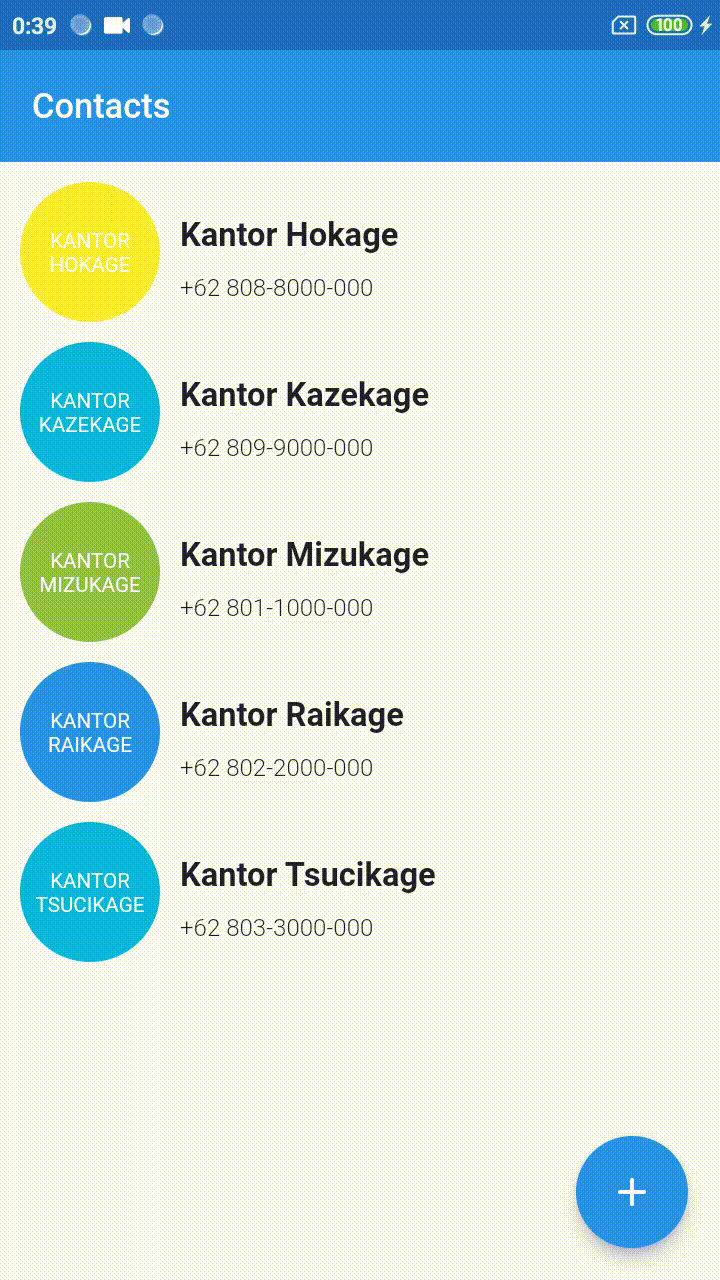 0:39
100
Contacts
KANTOR
HOKAGE
Kantor Hokage
+62 808-8000-000
KANTOR
KAZEKAGE
Kantor Kazekage
+62 809-9000-000
KANTOR
MIZUKAGE
Kantor Mizukage
+62 801-1000-000
KANTOR
RAIKAGE
Kantor Raikage
+62 802-2000-000
KANTOR
TSUCIKAGE
Kantor Tsucikage
+62 803-3000-000